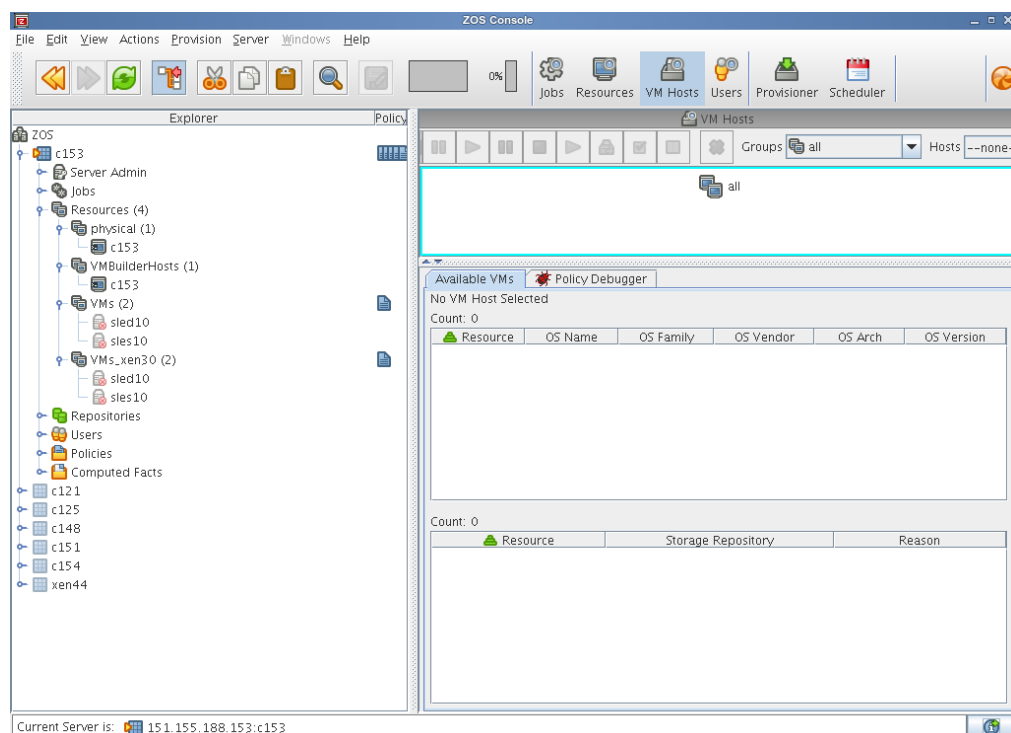 ZOS Console
File Edit View Actions Provision Server Windows Help
0% Jobs Resources VM Hosts Users Provisioner Scheduler
Explorer Policy
ZOS
c153
Server Admin
Jobs
Resources (4)
physical (1)
c153
VMBuilderHosts (1)
c153
VMs (2)
sled10
sles10
VMs_xen30 (2)
sled10
sles10
Repositories
Users
Policies
Computed Facts
c121
c125
c148
c151
c154
xen44
VM Hosts
Groups all Hosts --none-
all
Available VMs Policy Debugger
No VM Host Selected
Count: 0
Resource OS Name OS Family OS Vendor OS Arch OS Version
Count: 0
Resource Storage Repository Reason
Current Server is: 151.155.188.153:c153